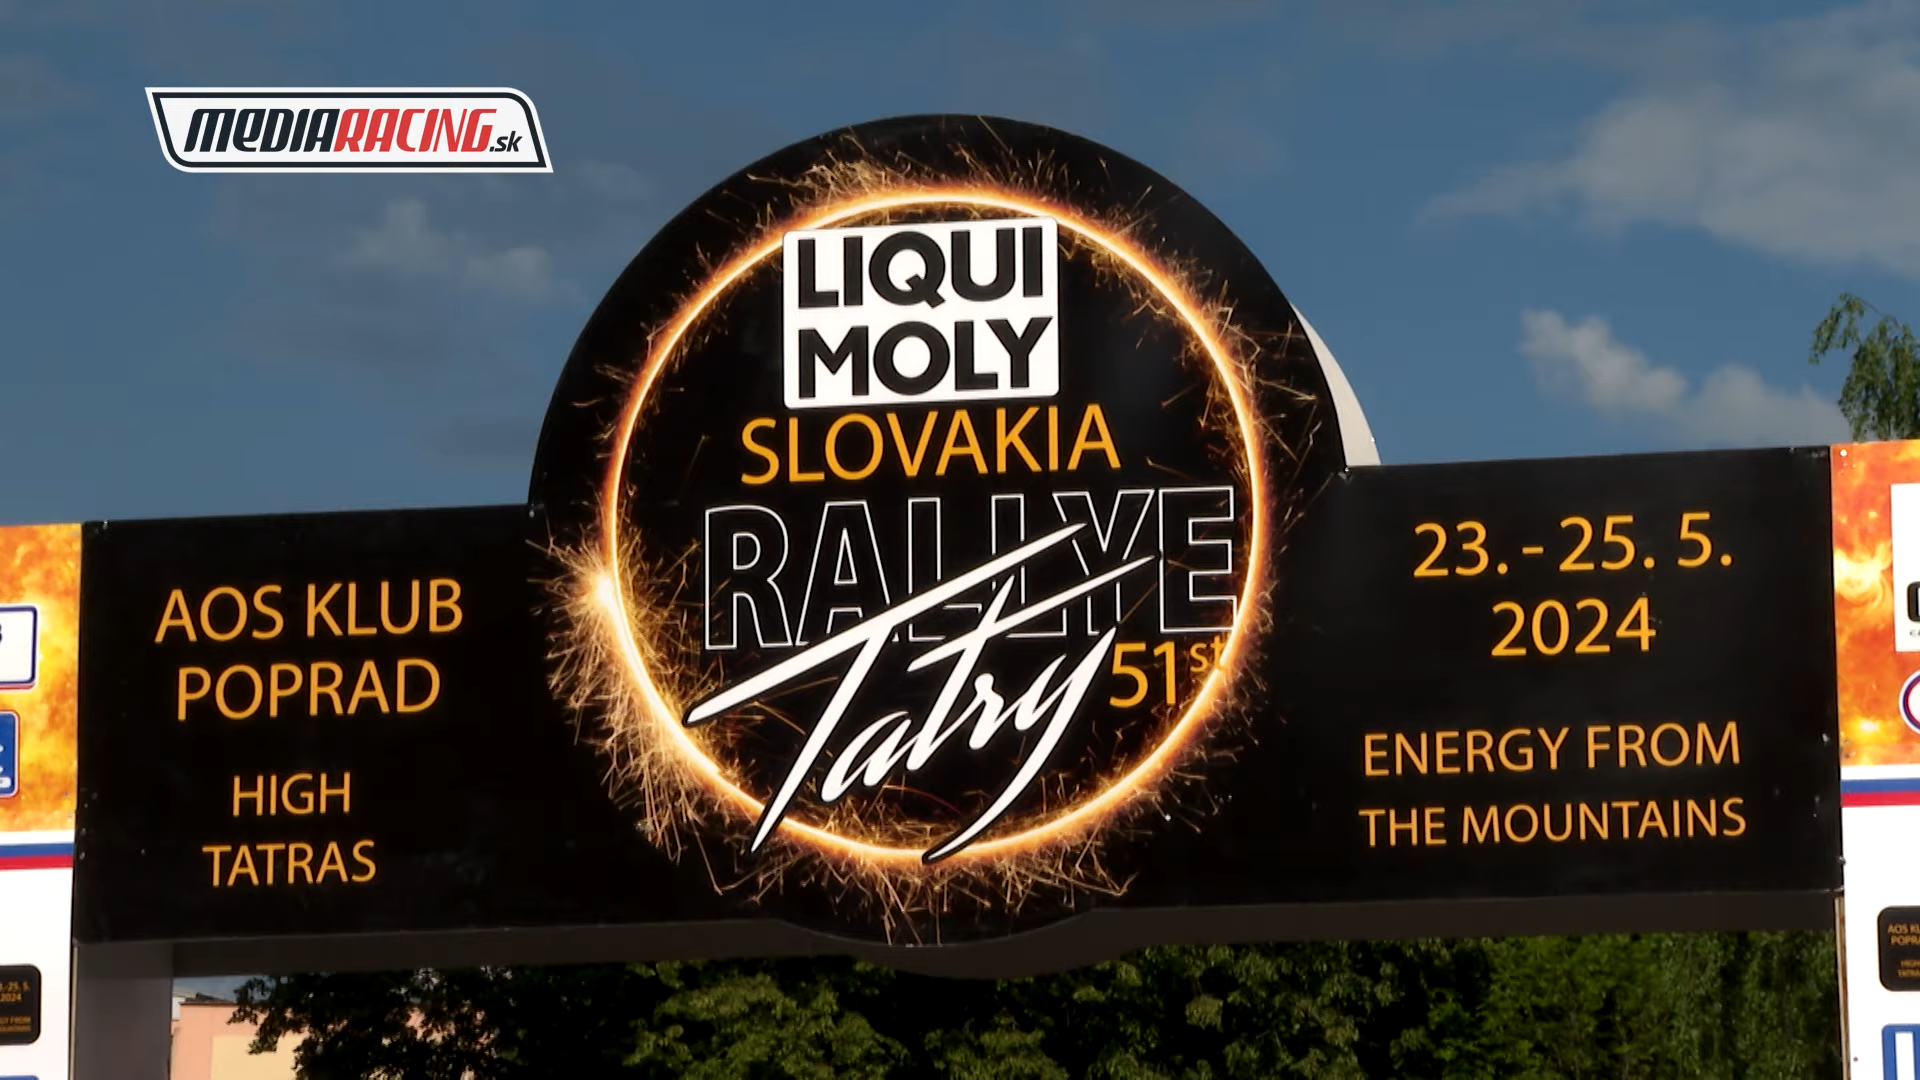 MEDIARACING.sk
LIQUI
MOLY
SLOVAKIA
RALLYE
Tatry 51st
AOS KLUB
POPRAD
HIGH
TATRAS
23. - 25. 5.
2024
ENERGY FROM
THE MOUNTAINS